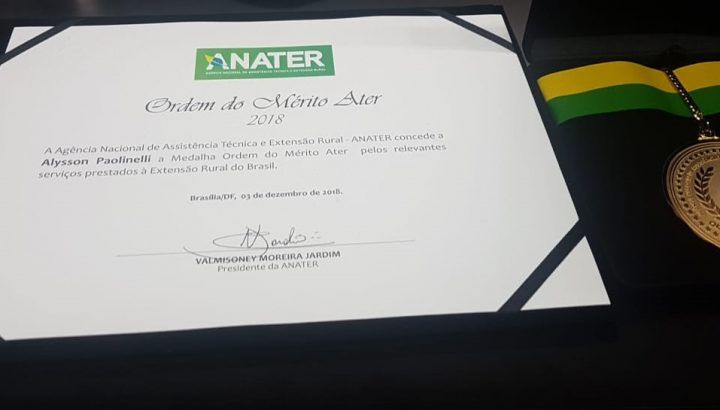 ANATER
AGÊNCIA NACIONAL DE ASSISTÊNCIA TÉCNICA E EXTENSÃO RURAL
Ordem do Mérito Ater
2018
A Agência Nacional de Assistência Técnica e Extensão Rural - ANATER concede a
Alysson Paolinelli a Medalha Ordem do Mérito Ater pelos relevantes
serviços prestados à Extensão Rural do Brasil.
Brasília/DF, 03 de dezembro de 2018.
VALMISONEY MOREIRA JARDIM
Presidente da ANATER